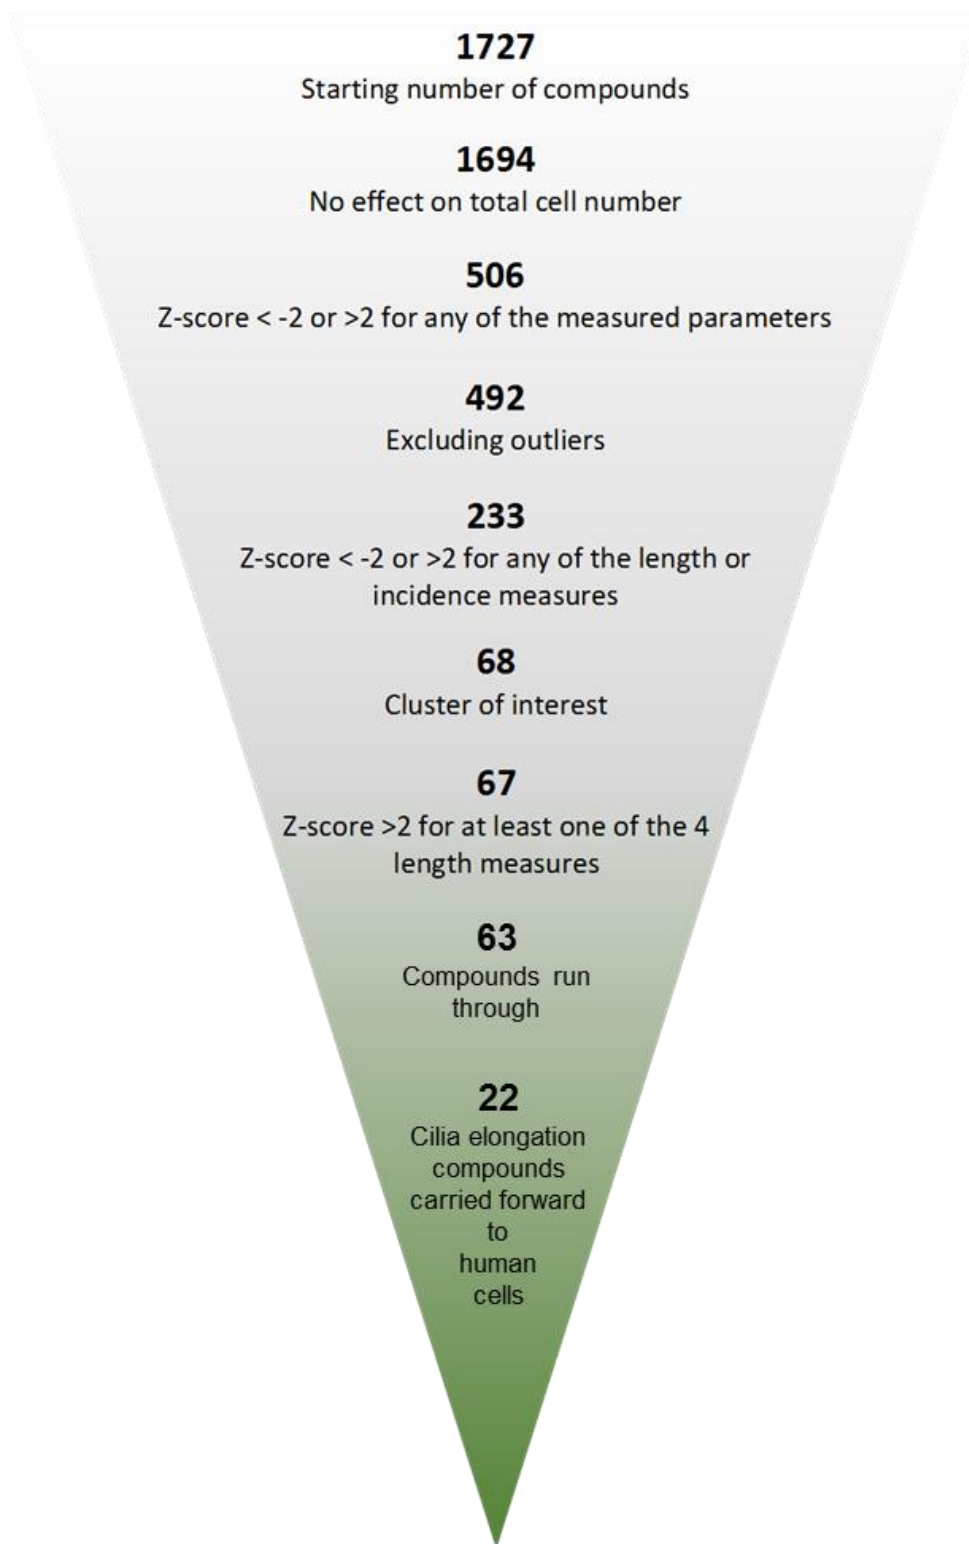 1727
Starting number of compounds
1694
No effect on total cell number
506
Z-score < -2 or >2 for any of the measured parameters
492
Excluding outliers
233
Z-score < -2 or >2 for any of the length or
incidence measures
68
Cluster of interest
67
Z-score >2 for at least one of the 4
length measures
63
Compounds run
through
22
Cilia elongation
compounds
carried forward
to
human
cells